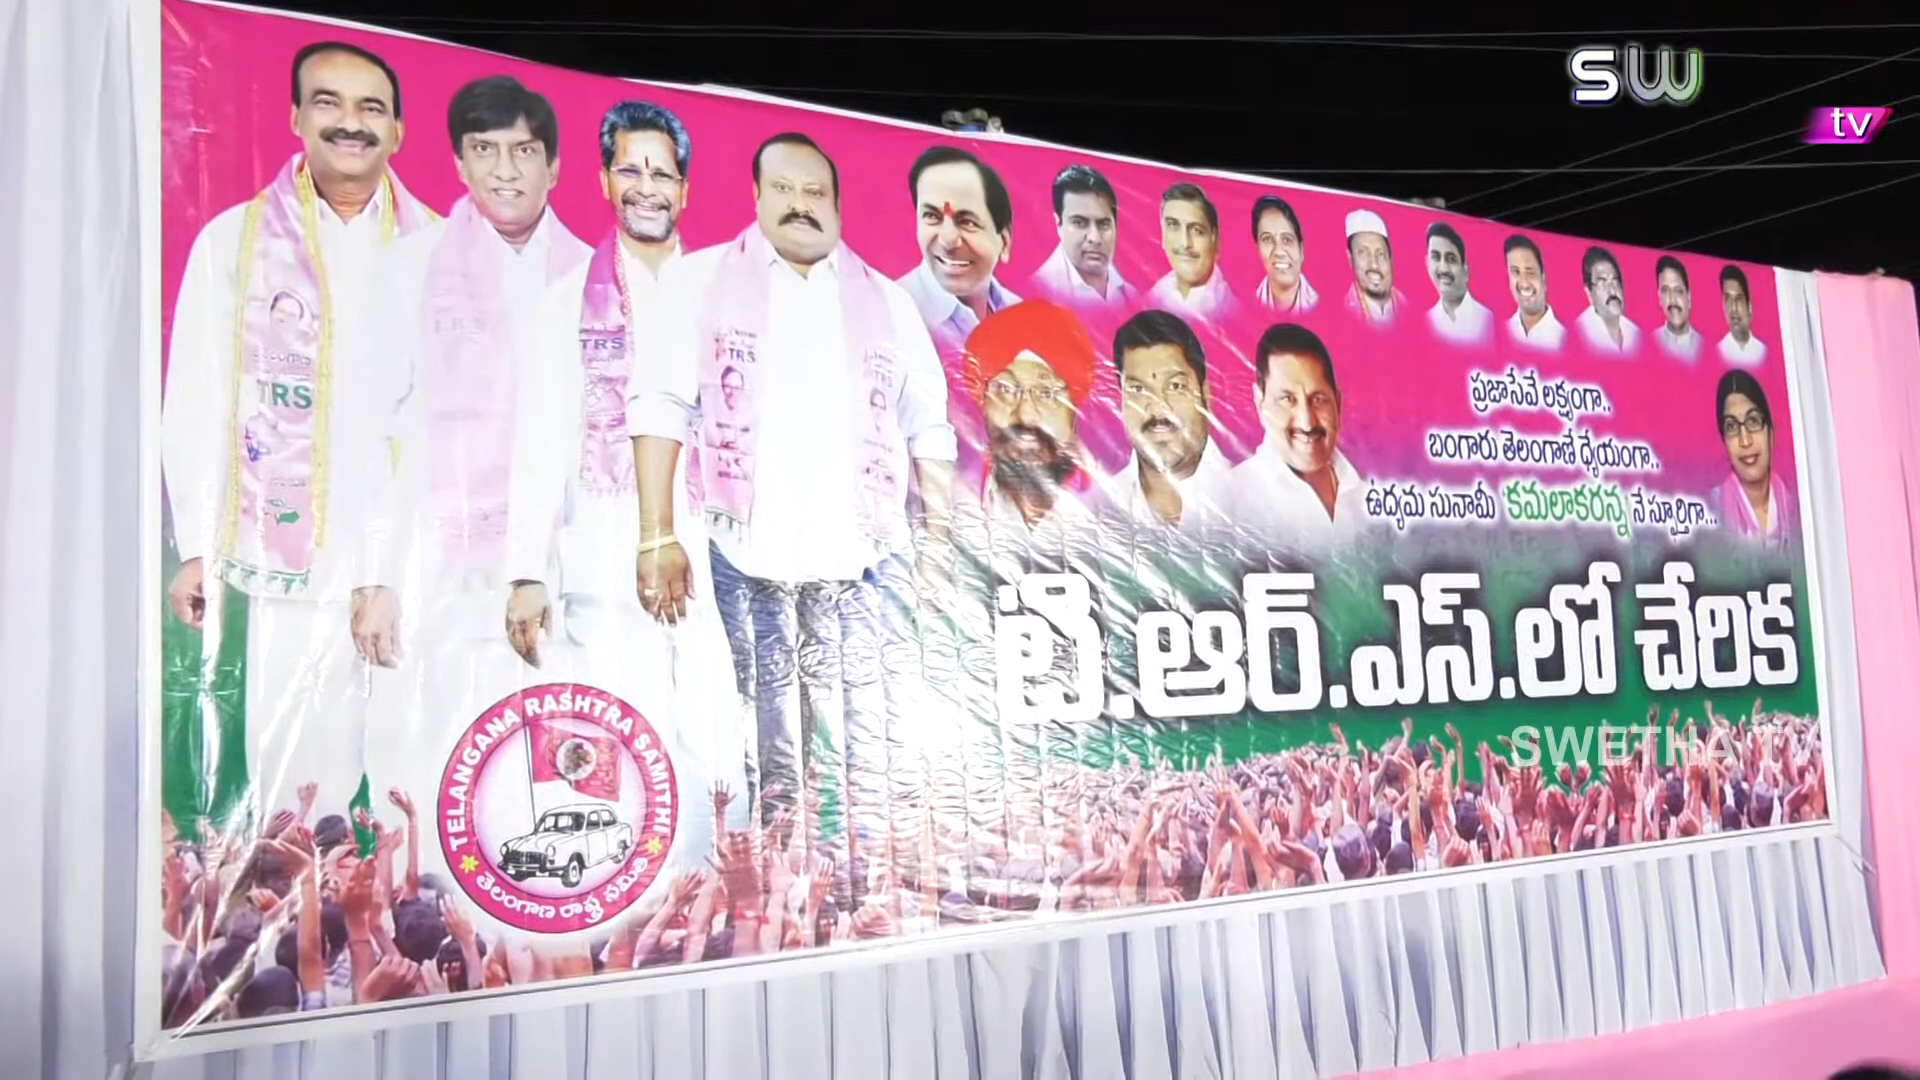 SW
tv
ప్రజాసేవే లక్ష్యంగా..
బంగారు తెలంగాణే ధ్యేయంగా..
ఉద్యమ సునామీ 'కమలాకరన్న' నే స్ఫూర్తిగా...
టి.ఆర్.ఎస్.లో చేరిక
SWETHA TV
TRS
TRS
TRS
TELANGANA RASHTRA SAMITHI
తెలంగాణ రాష్ట్ర సమితి